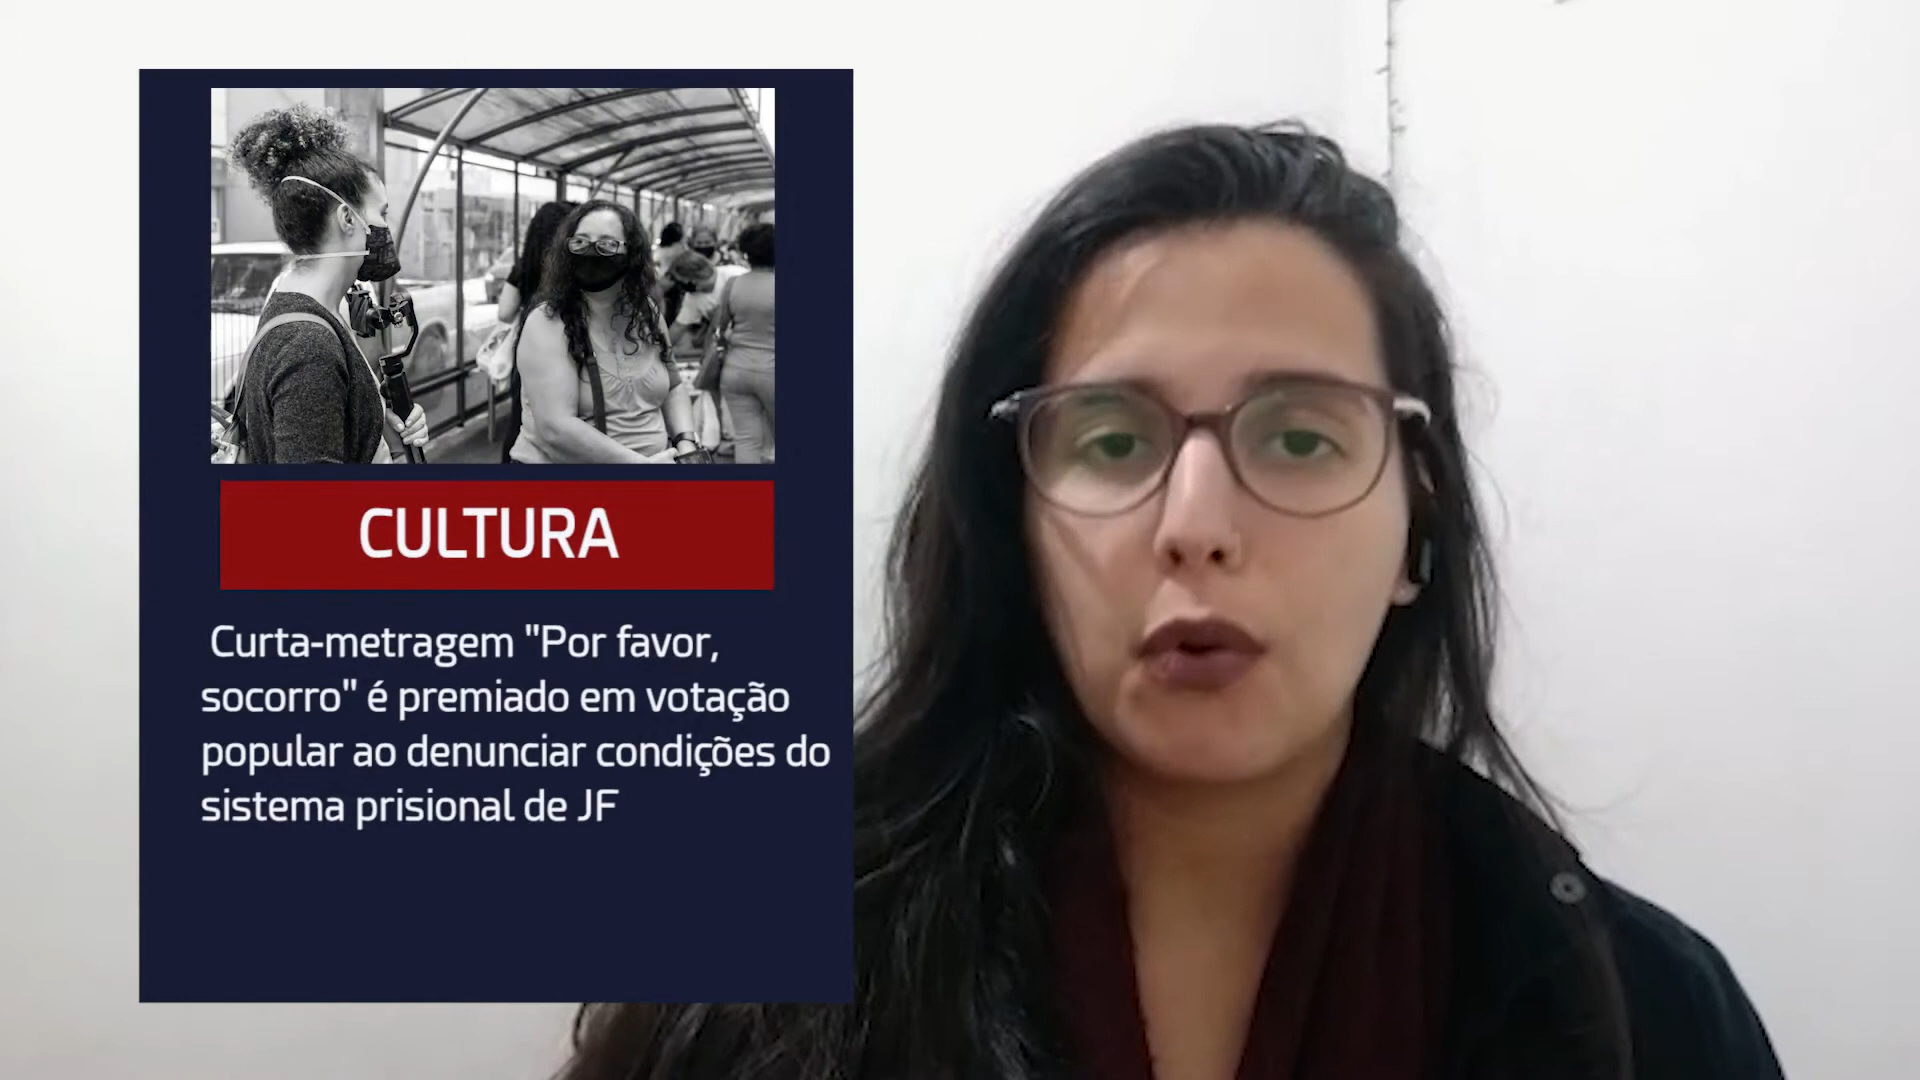 CULTURA
Curta-metragem "Por favor,
socorro" é premiado em votação
popular ao denunciar condições do
sistema prisional de JF